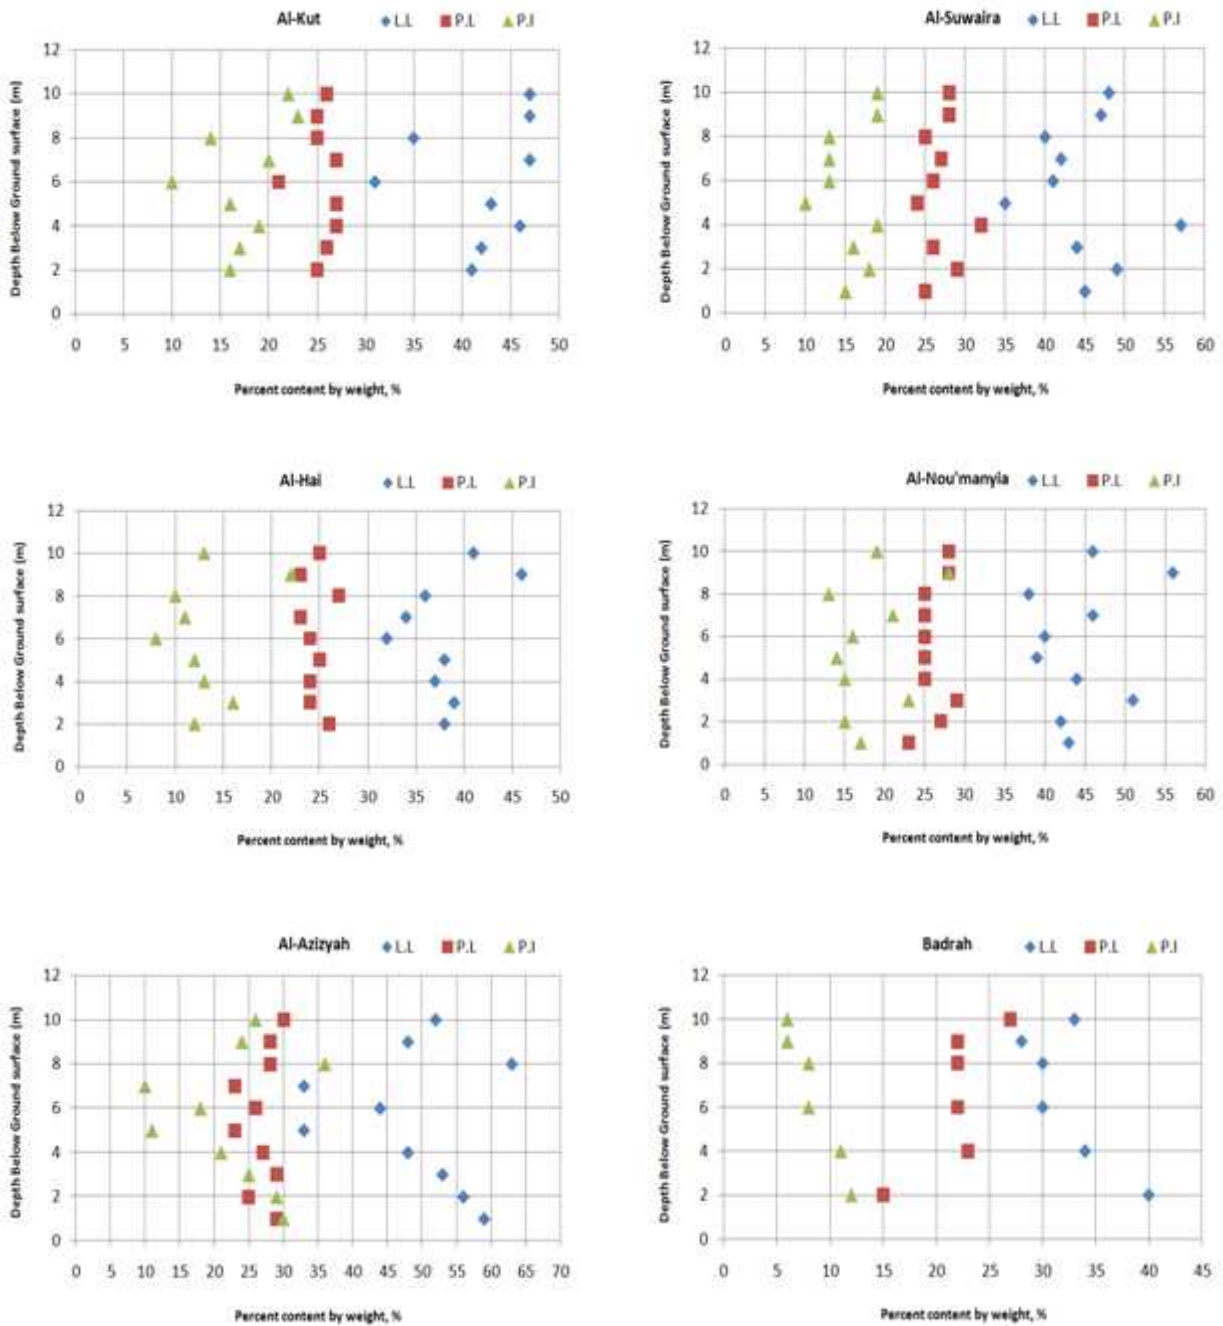 Al-Kut L.L P.L P.I
Depth Below Ground surface (m)
12
10
8
6
4
2
0
0 5 10 15 20 25 30 35 40 45 50
Percent content by weight, %
Al-Suwaira L.L P.L P.I
Depth Below Ground surface (m)
12
10
8
6
4
2
0
0 5 10 15 20 25 30 35 40 45 50 55 60
Percent content by weight, %
Al-Hai L.L P.L P.I
Depth Below Ground surface (m)
12
10
8
6
4
2
0
0 5 10 15 20 25 30 35 40 45 50
Percent content by weight, %
Al-Nou'manyia L.L P.L P.I
Depth Below Ground surface (m)
12
10
8
6
4
2
0
0 5 10 15 20 25 30 35 40 45 50 55 60
Percent content by weight, %
Al-Azizyah L.L P.L P.I
Depth Below Ground surface (m)
12
10
8
6
4
2
0
0 5 10 15 20 25 30 35 40 45 50 55 60 65 70
Percent content by weight, %
Badrah L.L P.L P.I
Depth Below Ground surface (m)
12
10
8
6
4
2
0
0 5 10 15 20 25 30 35 40 45
Percent content by weight, %